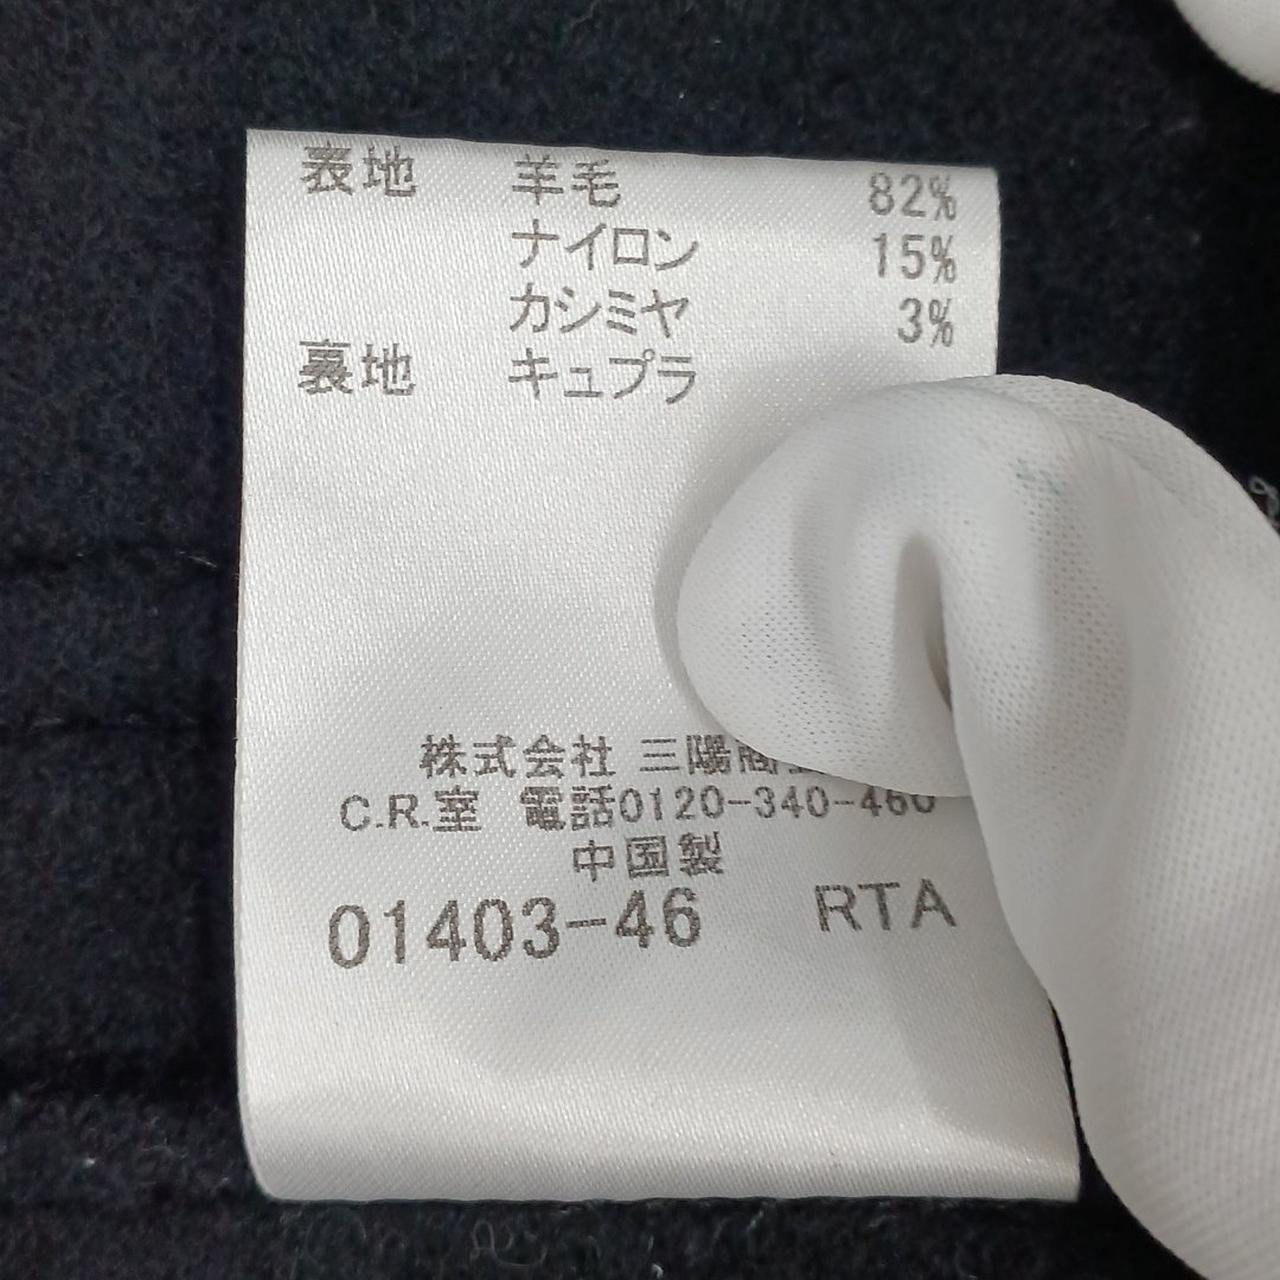 表地 羊毛 82%
ナイロン 15%
カシミヤ 3%
裏地 キュプラ
株式会社 三陽商
C.R.室 電話0120-340-460
中国製
01403-46 RTA